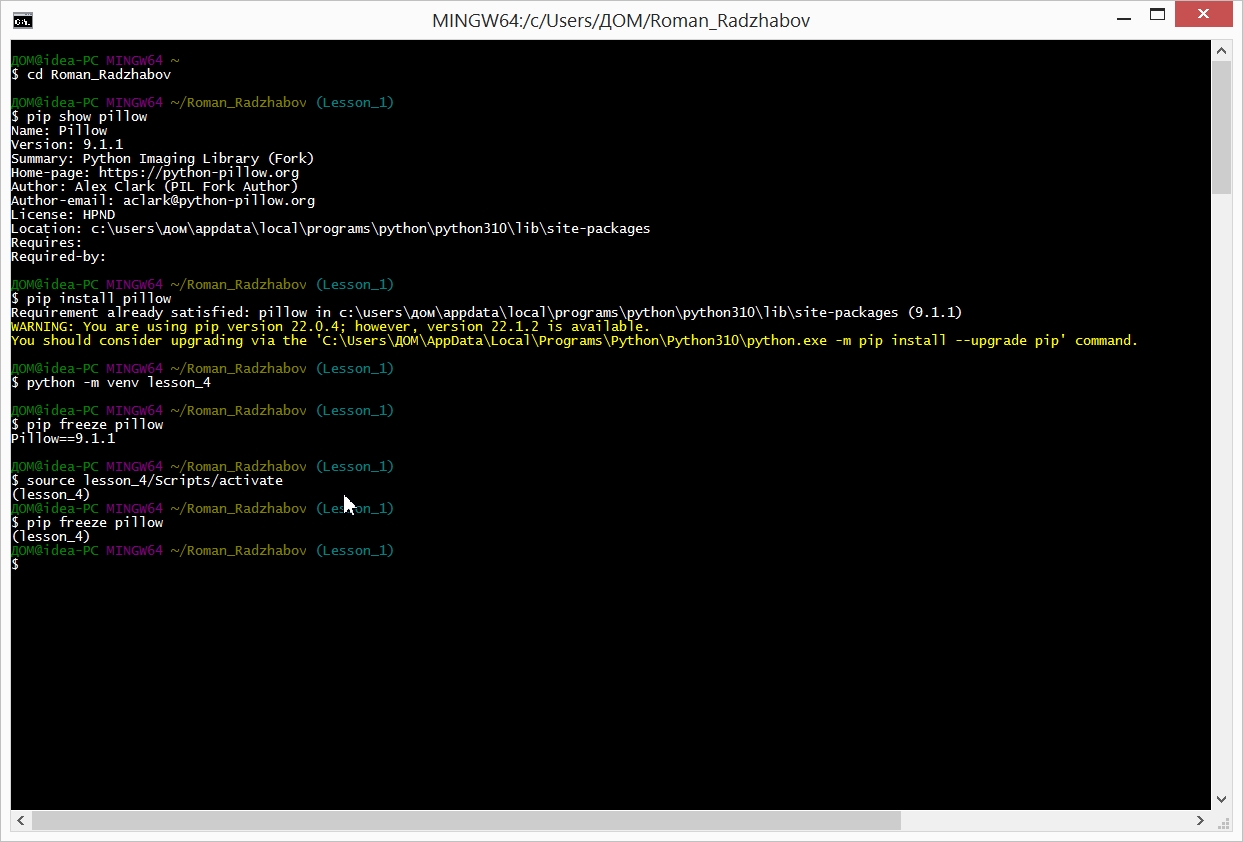 MINGW64:/c/Users/ДОМ/Roman_Radzhabov
ДОМ@idea-PC MINGW64 ~
$ cd Roman_Radzhabov
ДОМ@idea-PC MINGW64 ~/Roman_Radzhabov (Lesson_1)
$ pip show pillow
Name: Pillow
Version: 9.1.1
Summary: Python Imaging Library (Fork)
Home-page: https://python-pillow.org
Author: Alex Clark (PIL Fork Author)
Author-email: aclark@python-pillow.org
License: HPND
Location: c:\users\дом\appdata\local\programs\python\python310\lib\site-packages
Requires:
Required-by:
ДОМ@idea-PC MINGW64 ~/Roman_Radzhabov (Lesson_1)
$ pip install pillow
Requirement already satisfied: pillow in c:\users\дом\appdata\local\programs\python\python310\lib\site-packages (9.1.1)
WARNING: You are using pip version 22.0.4; however, version 22.1.2 is available.
You should consider upgrading via the 'C:\Users\ДОМ\AppData\Local\Programs\Python\Python310\python.exe -m pip install --upgrade pip' command.
ДОМ@idea-PC MINGW64 ~/Roman_Radzhabov (Lesson_1)
$ python -m venv lesson_4
ДОМ@idea-PC MINGW64 ~/Roman_Radzhabov (Lesson_1)
$ pip freeze pillow
Pillow==9.1.1
ДОМ@idea-PC MINGW64 ~/Roman_Radzhabov (Lesson_1)
$ source lesson_4/Scripts/activate
(lesson_4)
ДОМ@idea-PC MINGW64 ~/Roman_Radzhabov (Lesson_1)
$ pip freeze pillow
(lesson_4)
ДОМ@idea-PC MINGW64 ~/Roman_Radzhabov (Lesson_1)
$